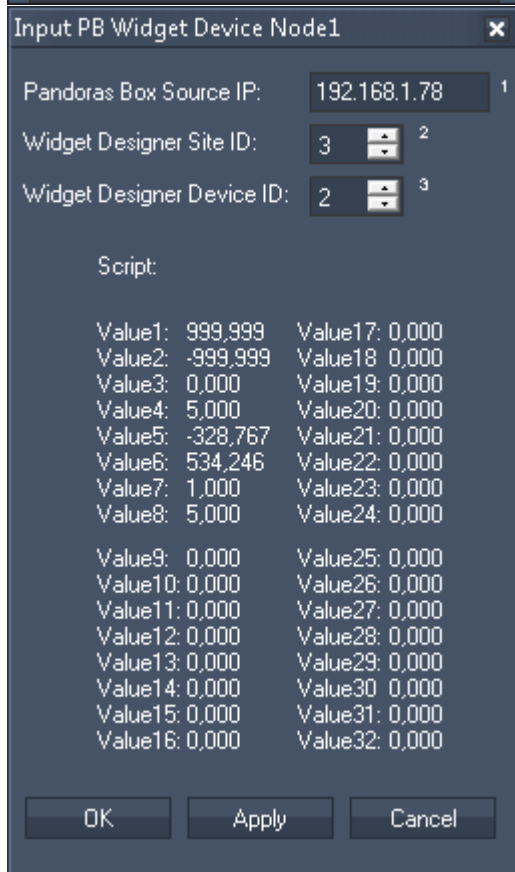 Input PB Widget Device Node1
Pandoras Box Source IP: 192.168.1.78 1
Widget Designer Site ID: 3 2
Widget Designer Device ID: 2 3
Script:
Value1: 999,999 Value17: 0,000
Value2: -999,999 Value18 0,000
Value3: 0,000 Value19: 0,000
Value4: 5,000 Value20: 0,000
Value5: -328,767 Value21: 0,000
Value6: 534,246 Value22: 0,000
Value7: 1,000 Value23: 0,000
Value8: 5,000 Value24: 0,000
Value9: 0,000 Value25: 0,000
Value10: 0,000 Value26: 0,000
Value11: 0,000 Value27: 0,000
Value12: 0,000 Value28: 0,000
Value13: 0,000 Value29: 0,000
Value14: 0,000 Value30 0,000
Value15: 0,000 Value31: 0,000
Value16: 0,000 Value32: 0,000
OK Apply Cancel